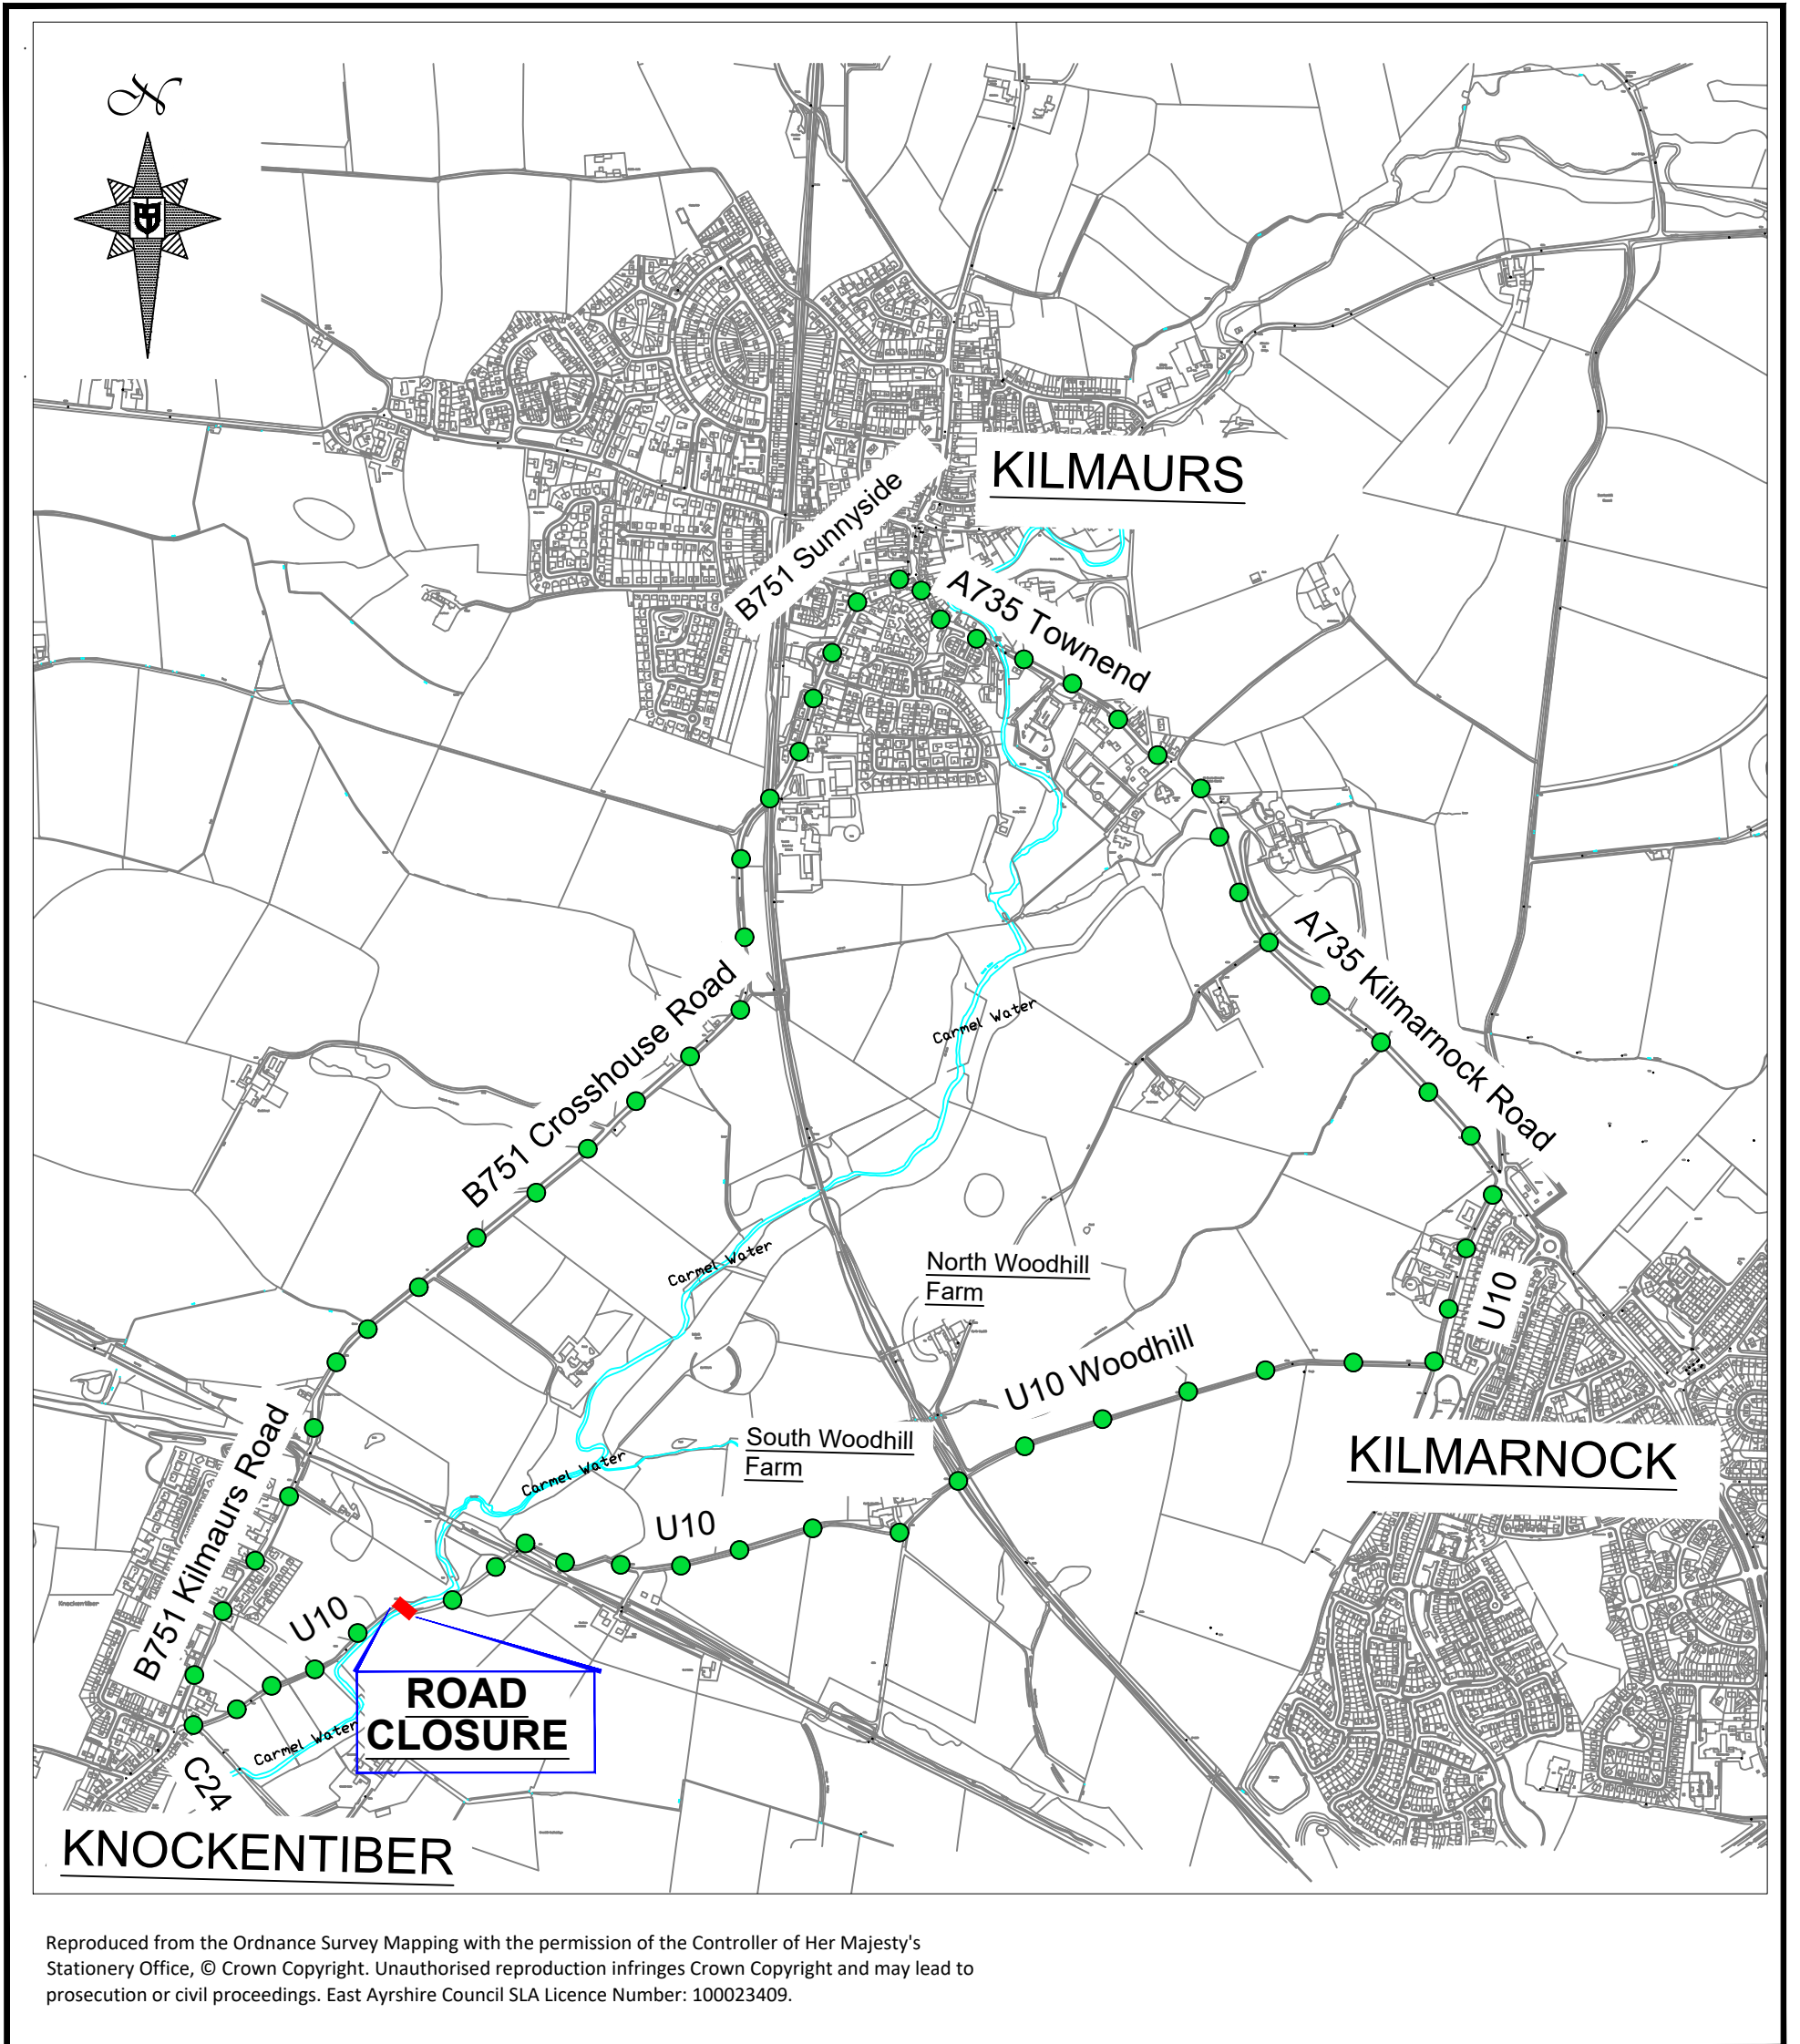 N
KILMAURS
B751 Sunnyside
A735 Townend
A735 Kilmarnock Road
B751 Crosshouse Road
Carmel Water
Carmel Water
North Woodhill
Farm
U10
U10 Woodhill
B751 Kilmaurs Road
South Woodhill
Farm
Carmel Water
KILMARNOCK
U10
U10
Knockentiber
ROAD
CLOSURE
Carmel Water
C24
KNOCKENTIBER
Reproduced from the Ordnance Survey Mapping with the permission of the Controller of Her Majesty's
Stationery Office, © Crown Copyright. Unauthorised reproduction infringes Crown Copyright and may lead to
prosecution or civil proceedings. East Ayrshire Council SLA Licence Number: 100023409.